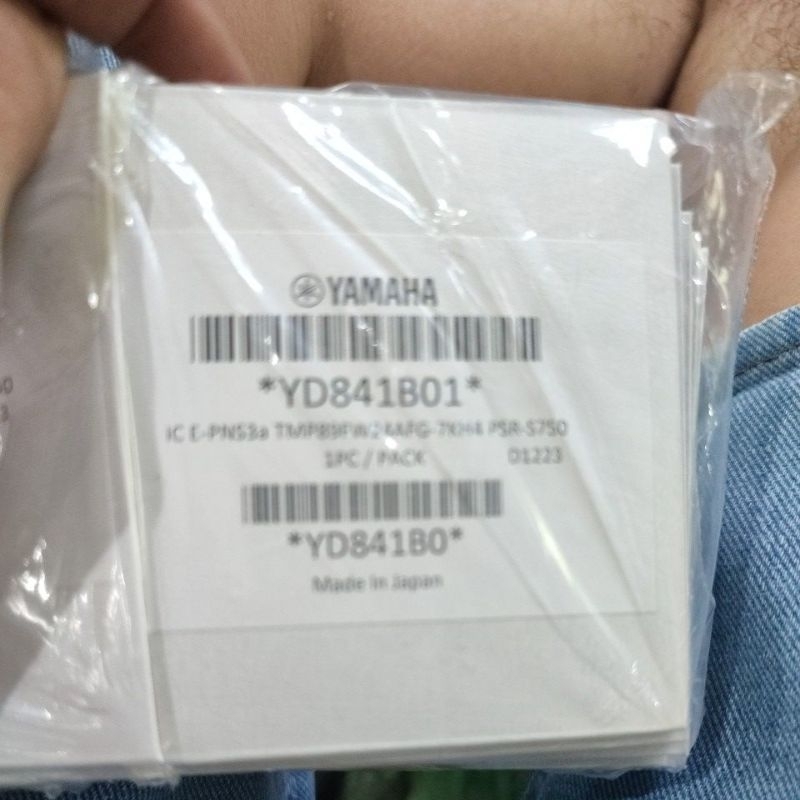 YAMAHA
*YD841B01*
IC E-PNS3a TMP89FW24AFG-7KH4 PSR-S750
1PC / PACK D1223
*YD841B0*
Made In Japan